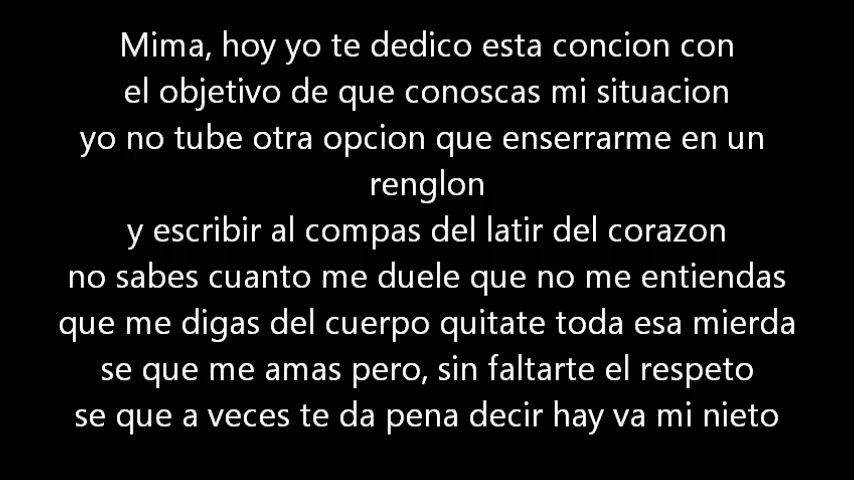 Mima, hoy yo te dedico esta concion con
el objetivo de que conoscas mi situacion
yo no tube otra opcion que enserrarme en un
renglon
y escribir al compas del latir del corazon
no sabes cuanto me duele que no me entiendas
que me digas del cuerpo quitate toda esa mierda
se que me amas pero, sin faltarte el respeto
se que a veces te da pena decir hay va mi nieto